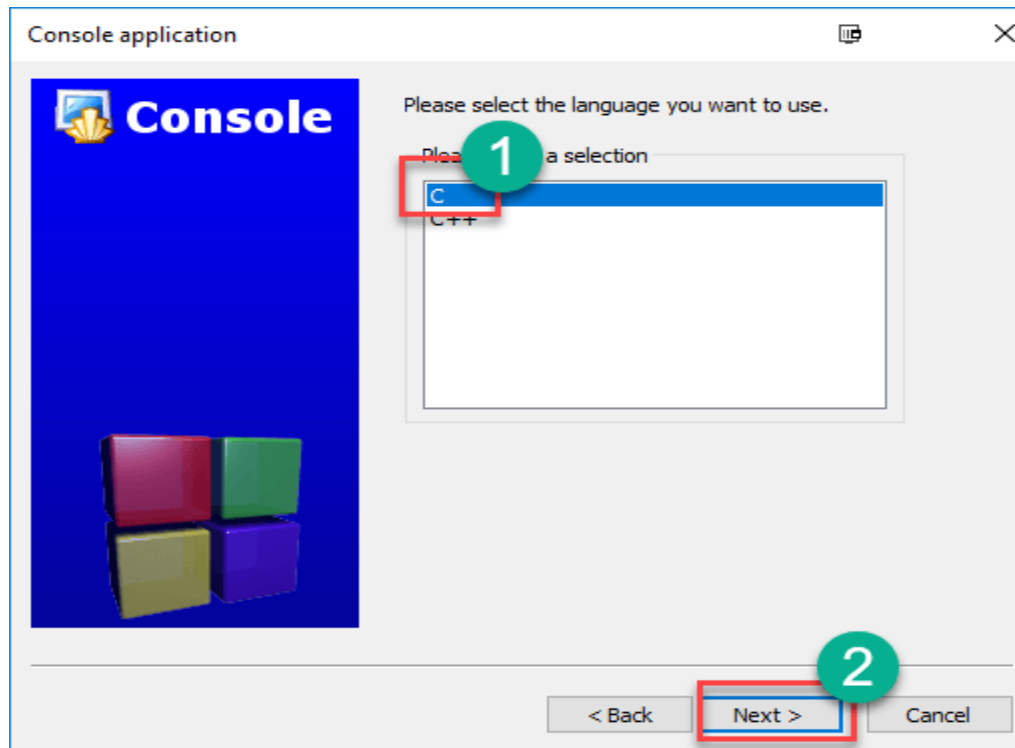 Console application
Console
Please select the language you want to use.
a selection
1
C
C++
2
< Back
Next >
Cancel